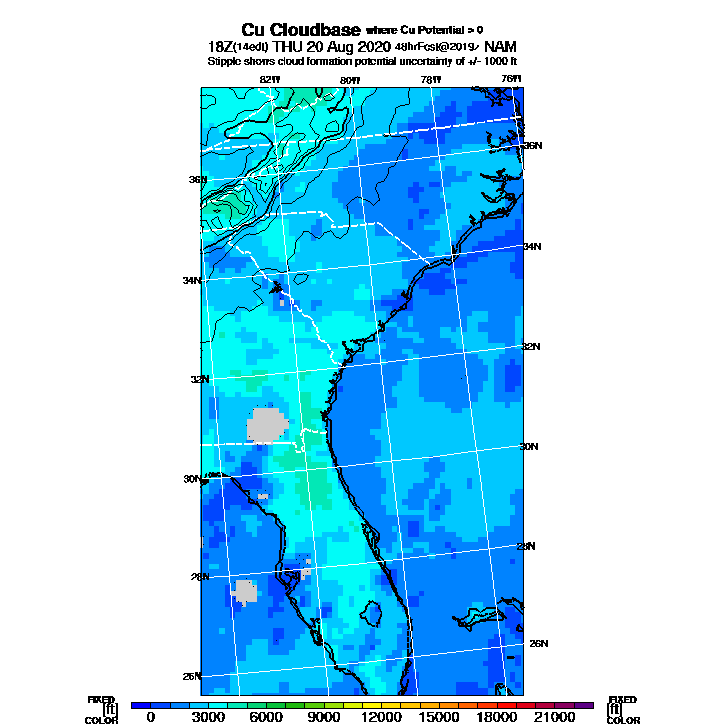 Cu Cloudbase where Cu Potential > 0
18Z(14edt) THU 20 Aug 2020 48hrFcst@2019z NAM
Stipple shows cloud formation potential uncertainty of +/- 1000 ft
82W 80W 78W 76W
36N
36N
34N
34N
32N
32N
30N
30N
28N
28N
26N
26N
FIXED FIXED
[ft] [ft]
COLOR 0 3000 6000 9000 12000 15000 18000 21000 COLOR